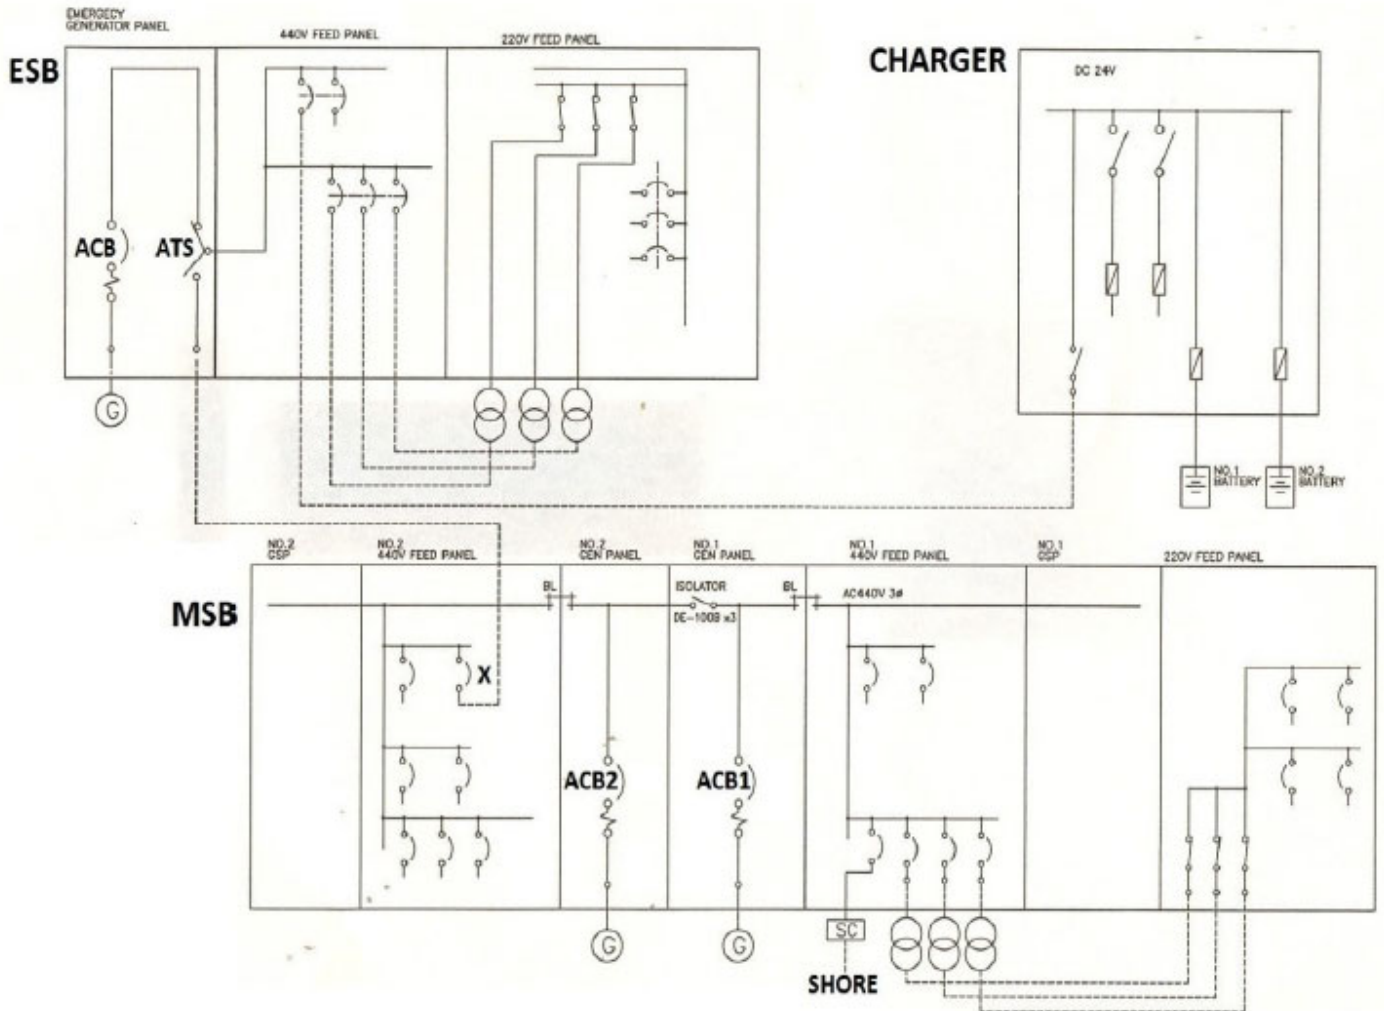 EMERGECY
GENERATOR PANEL
440V FEED PANEL
220V FEED PANEL
ESB
CHARGER
DC 24V
ACB
ATS
G
NO.1
BATTERY
NO.2
BATTERY
NO.2
GSP
NO.2
440V FEED PANEL
NO.2
GEN PANEL
NO.1
GEN PANEL
NO.1
440V FEED PANEL
NO.1
GSP
220V FEED PANEL
MSB
BL
ISOLATOR
DE-100B x3
BL
AC440V 3ø
X
ACB2
ACB1
G
G
SC
SHORE